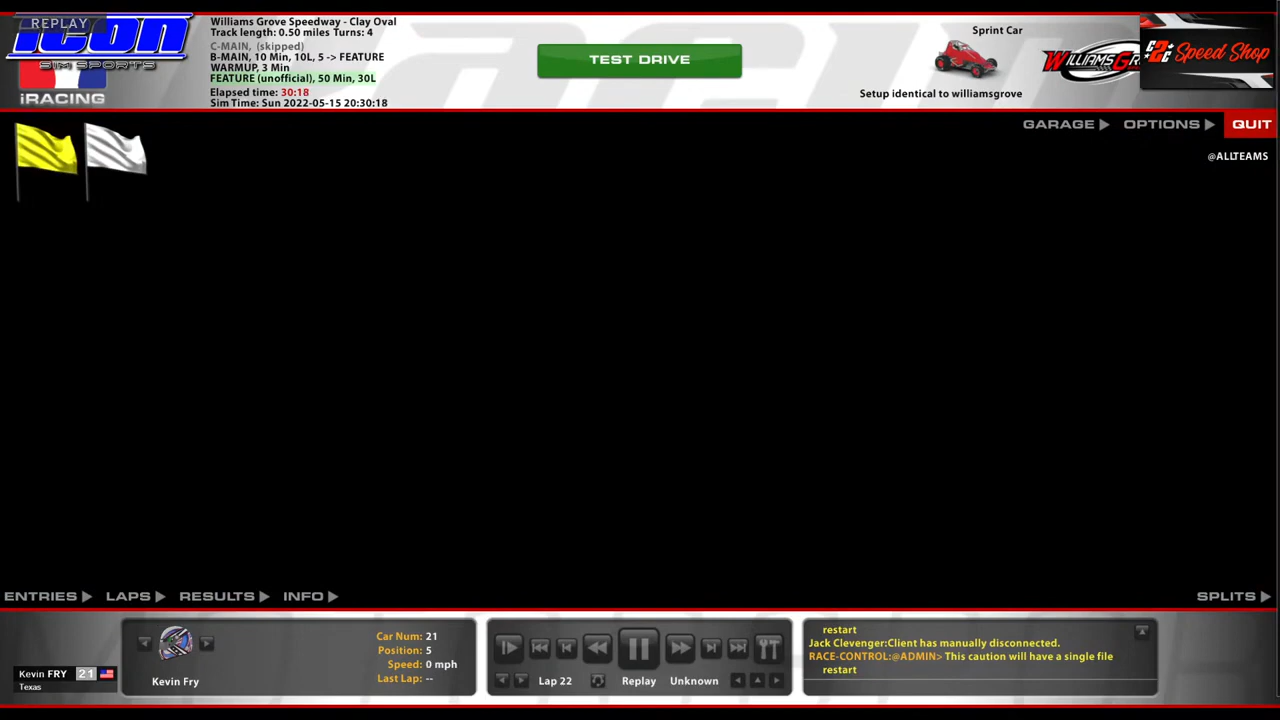 REPLAY
icon
SIM SPORTS
iRACING
Williams Grove Speedway - Clay Oval
Track length: 0.50 miles Turns: 4
C-MAIN, (skipped)
B-MAIN, 10 Min, 10L, 5 -> FEATURE
WARMUP, 3 Min
FEATURE (unofficial), 50 Min, 30L
Elapsed time: 30:18
Sim Time: Sun 2022-05-15 20:30:18
TEST DRIVE
Sprint Car
Setup identical to williamsgrove
WILLIAMS GR
Speed Shop
GARAGE
OPTIONS
QUIT
@ALLTEAMS
ENTRIES
LAPS
RESULTS
INFO
SPLITS
Kevin FRY 21
Texas
Kevin Fry
Car Num: 21
Position: 5
Speed: 0 mph
Last Lap: --
Lap 22
Replay
Unknown
restart
Jack Clevenger:Client has manually disconnected.
RACE-CONTROL:@ADMIN> This caution will have a single file
restart